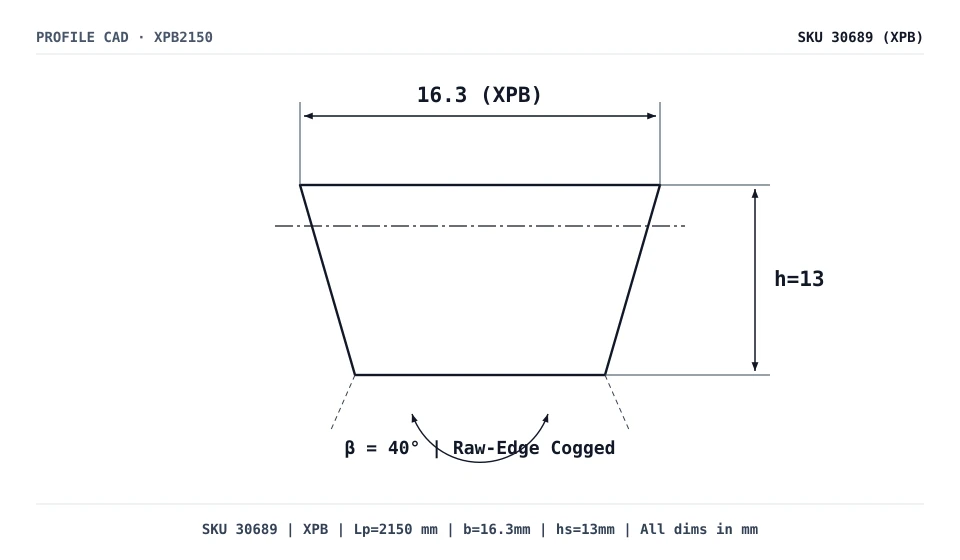 PROFILE CAD · XPB2150
SKU 30689 (XPB)
16.3 (XPB)
h=13
β = 40° | Raw-Edge Cogged
SKU 30689 | XPB | Lp=2150 mm | b=16.3mm | hs=13mm | All dims in mm